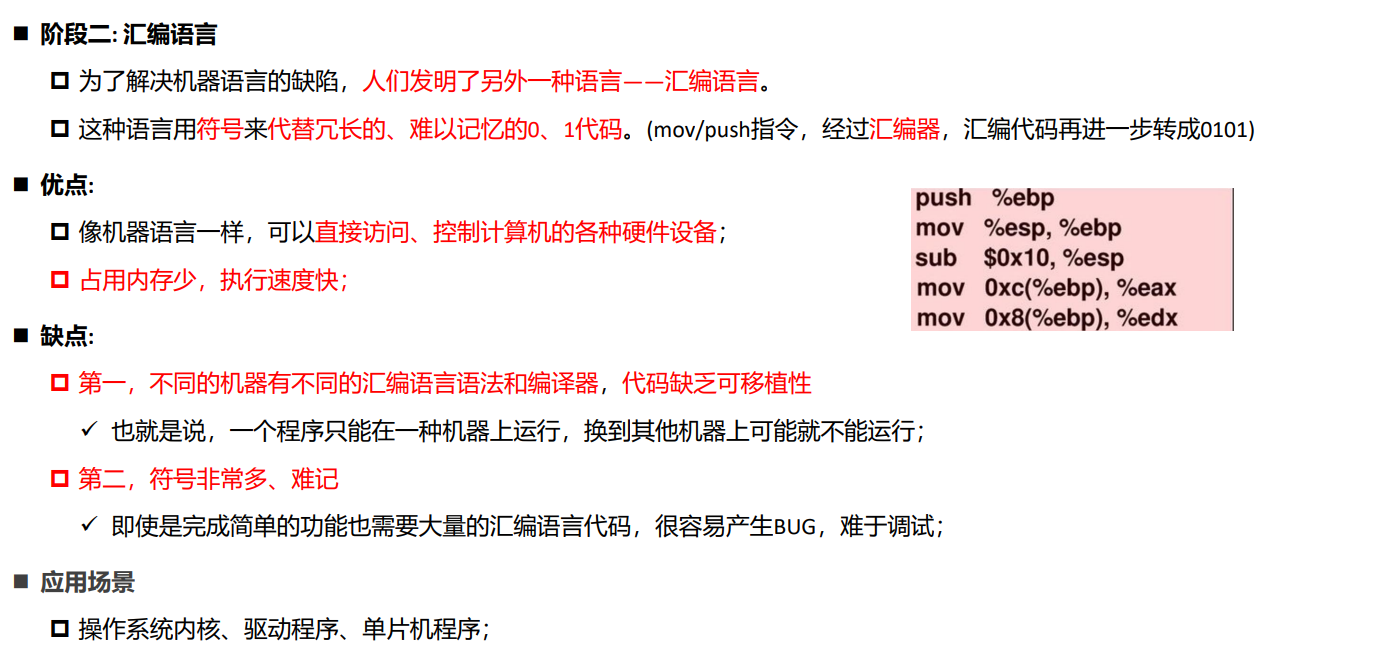 阶段二: 汇编语言
为了解决机器语言的缺陷，人们发明了另外一种语言——汇编语言。
这种语言用符号来代替冗长的、难以记忆的0、1代码。(mov/push指令，经过汇编器，汇编代码再进一步转成0101)
优点:
像机器语言一样，可以直接访问、控制计算机的各种硬件设备；
占用内存少，执行速度快；
push %ebp
mov %esp, %ebp
sub $0x10, %esp
mov 0xc(%ebp), %eax
mov 0x8(%ebp), %edx
缺点:
第一，不同的机器有不同的汇编语言语法和编译器，代码缺乏可移植性
也就是说，一个程序只能在一种机器上运行，换到其他机器上可能就不能运行；
第二，符号非常多、难记
即使是完成简单的功能也需要大量的汇编语言代码，很容易产生BUG，难于调试；
应用场景
操作系统内核、驱动程序、单片机程序；